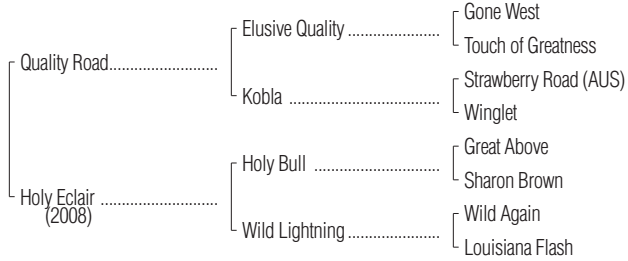 Gone West
Elusive Quality ......................
Touch of Greatness
Quality Road..........................
Strawberry Road (AUS)
Kobla ....................................
Winglet
Great Above
Holy Bull ..............................
Sharon Brown
Holy Eclair ............................
(2008)
Wild Again
Wild Lightning ......................
Louisiana Flash